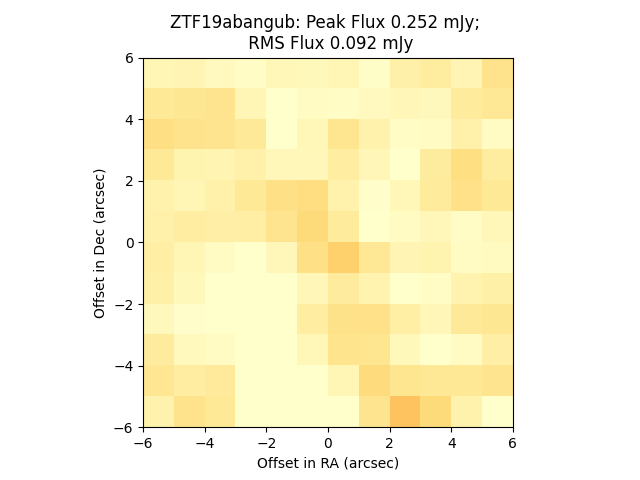 ZTF19abangub: Peak Flux 0.252 mJy;
RMS Flux 0.092 mJy
6
4
2
0
−2
−4
−6
Offset in Dec (arcsec)
−6 −4 −2 0 2 4 6
Offset in RA (arcsec)